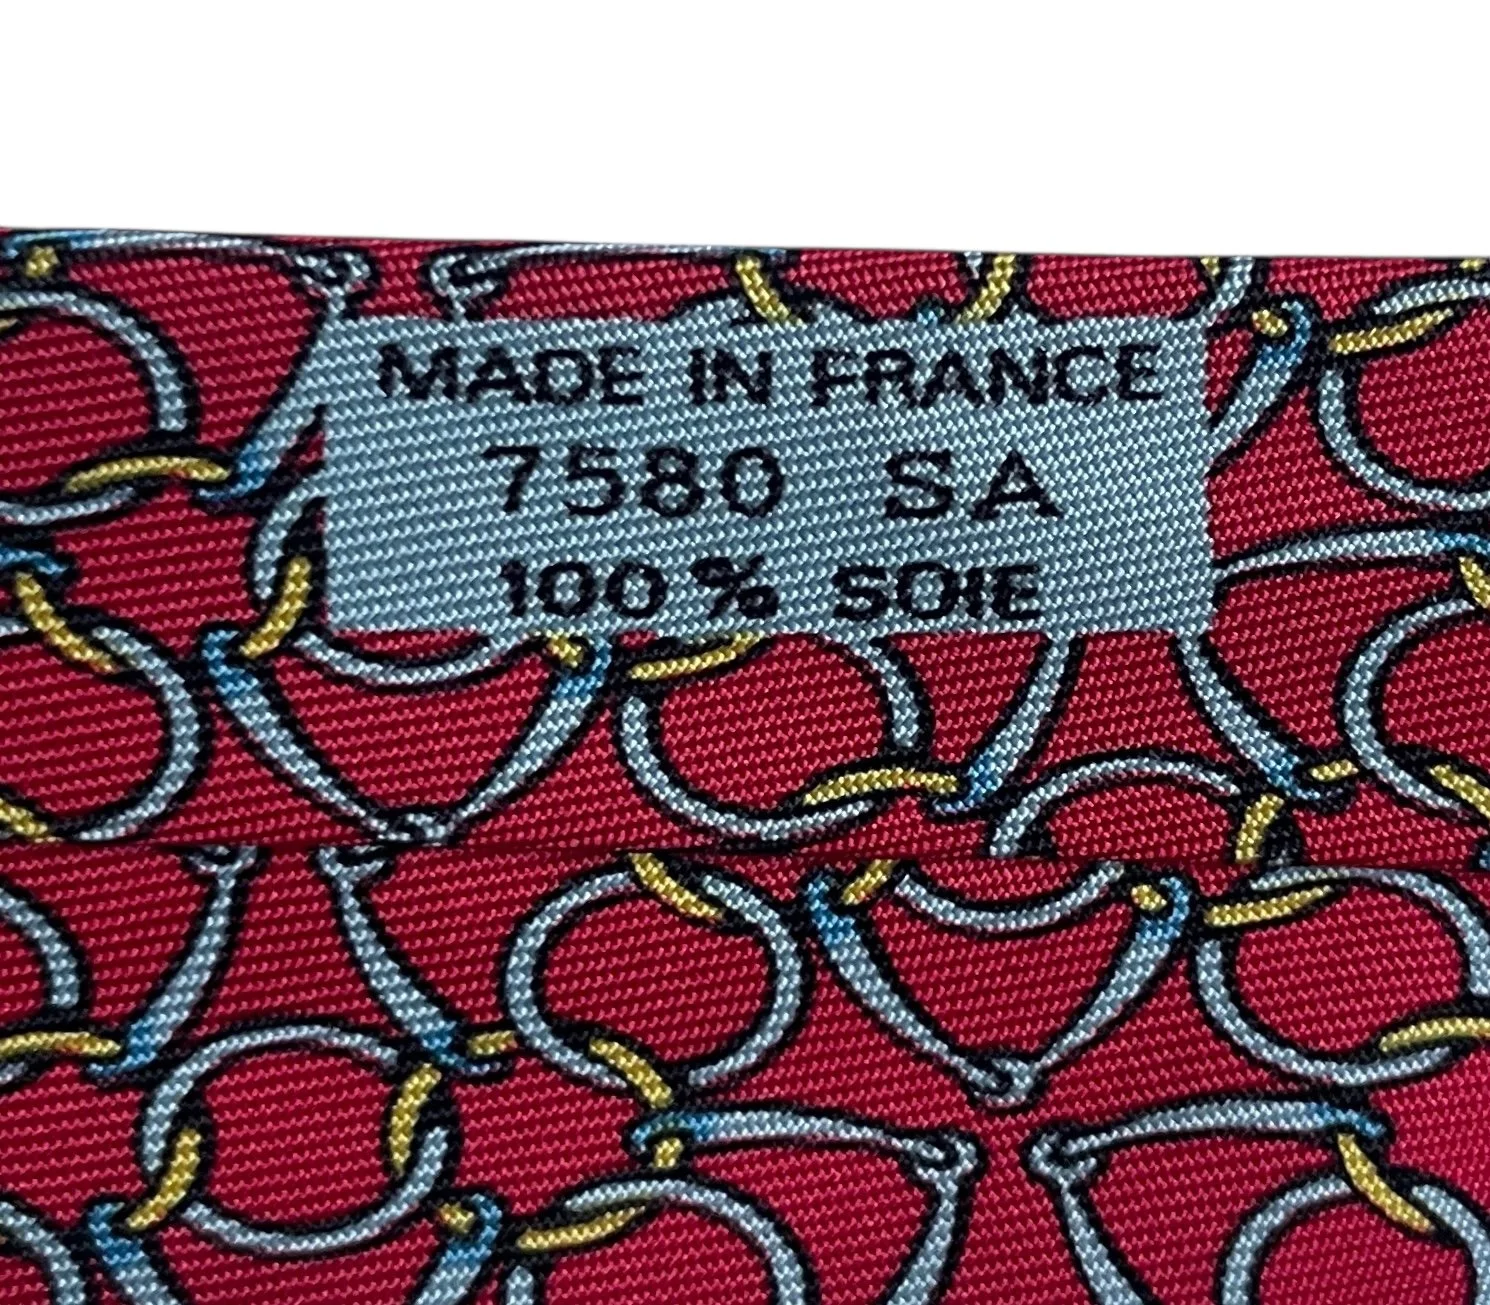 MADE IN FRANCE
7580 SA
100 % SOIE